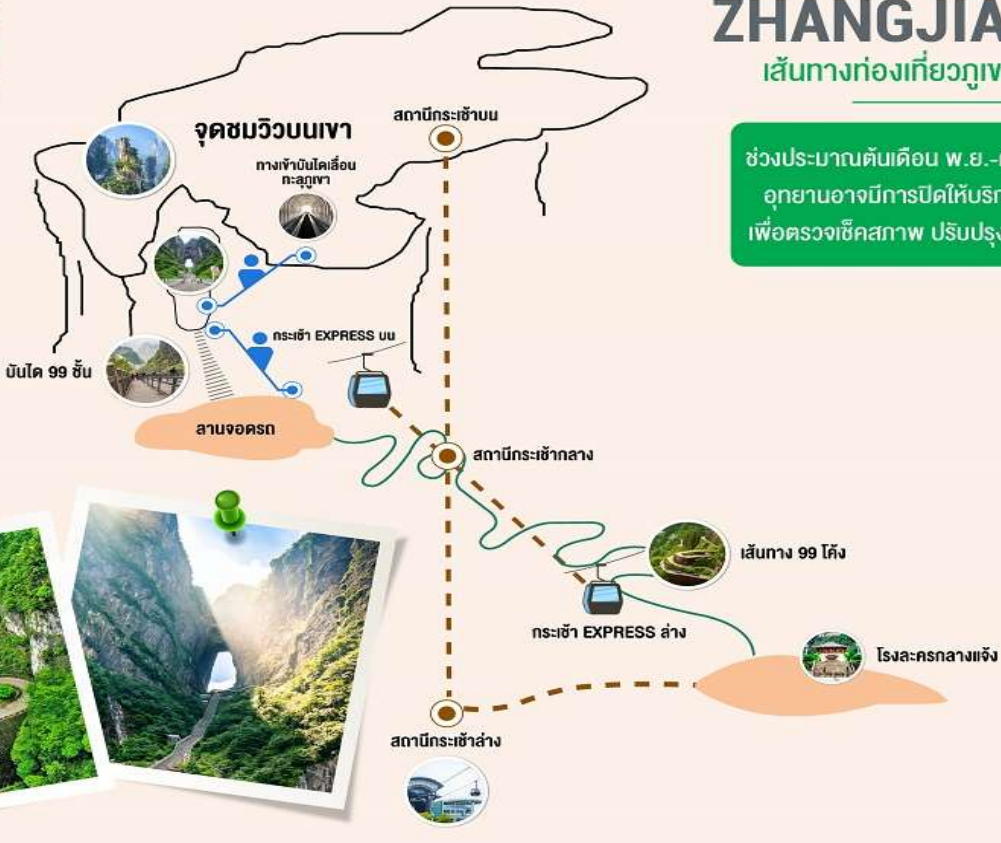 ZHANGJIA
เส้นทางท่องเที่ยวภูเข
ช่วงประมาณต้นเดือน พ.ย.-
อุทยานอาจมีการปิดให้บริก
เพื่อตรวจเช็คสภาพ ปรับปรุง
จุดชมวิวบนเขา
สถานีกระเช้าบน
ทางเข้าบันไดเลื่อน
ทะลุภูเขา
กระเช้า EXPRESS บน
บันได 99 ชั้น
ลานจอดรถ
สถานีกระเช้ากลาง
เส้นทาง 99 โค้ง
กระเช้า EXPRESS ล่าง
โรงละครกลางแจ้ง
สถานีกระเช้าล่าง